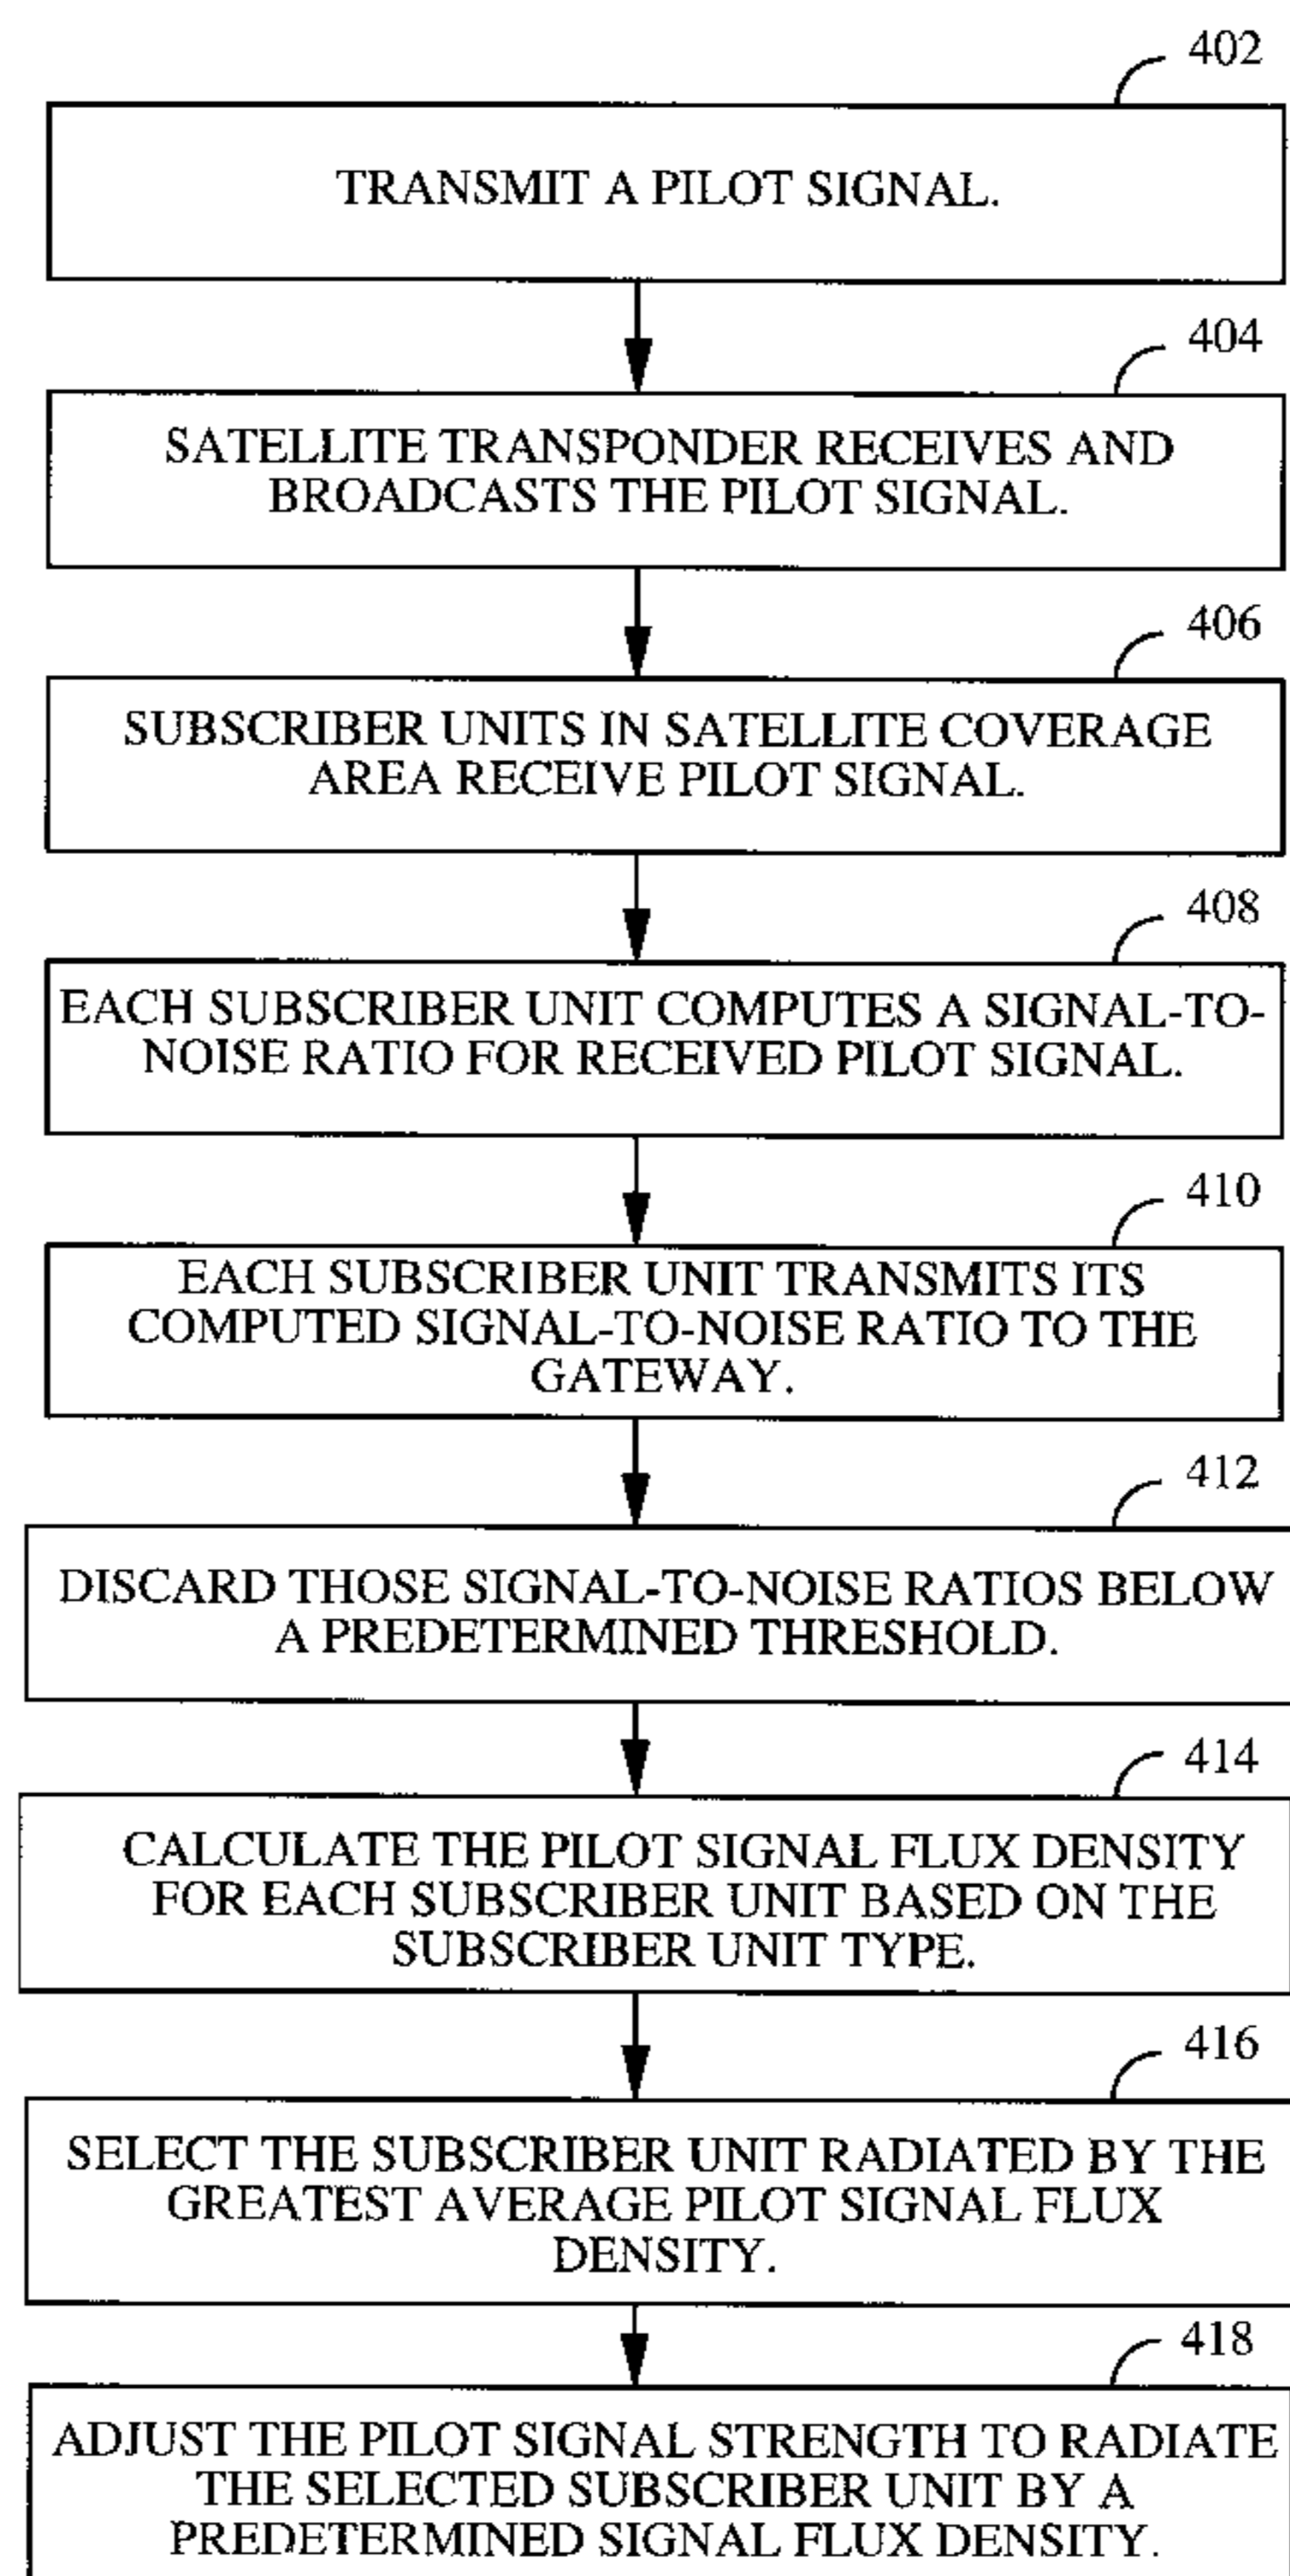 402
TRANSMIT A PILOT SIGNAL.
404
SATELLITE TRANSPONDER RECEIVES AND
BROADCASTS THE PILOT SIGNAL.
406
SUBSCRIBER UNITS IN SATELLITE COVERAGE
AREA RECEIVE PILOT SIGNAL.
408
EACH SUBSCRIBER UNIT COMPUTES A SIGNAL-TO-
NOISE RATIO FOR RECEIVED PILOT SIGNAL.
410
EACH SUBSCRIBER UNIT TRANSMITS ITS
COMPUTED SIGNAL-TO-NOISE RATIO TO THE
GATEWAY.
412
DISCARD THOSE SIGNAL-TO-NOISE RATIOS BELOW
A PREDETERMINED THRESHOLD.
414
CALCULATE THE PILOT SIGNAL FLUX DENSITY
FOR EACH SUBSCRIBER UNIT BASED ON THE
SUBSCRIBER UNIT TYPE.
416
SELECT THE SUBSCRIBER UNIT RADIATED BY THE
GREATEST AVERAGE PILOT SIGNAL FLUX
DENSITY.
418
ADJUST THE PILOT SIGNAL STRENGTH TO RADIATE
THE SELECTED SUBSCRIBER UNIT BY A
PREDETERMINED SIGNAL FLUX DENSITY.